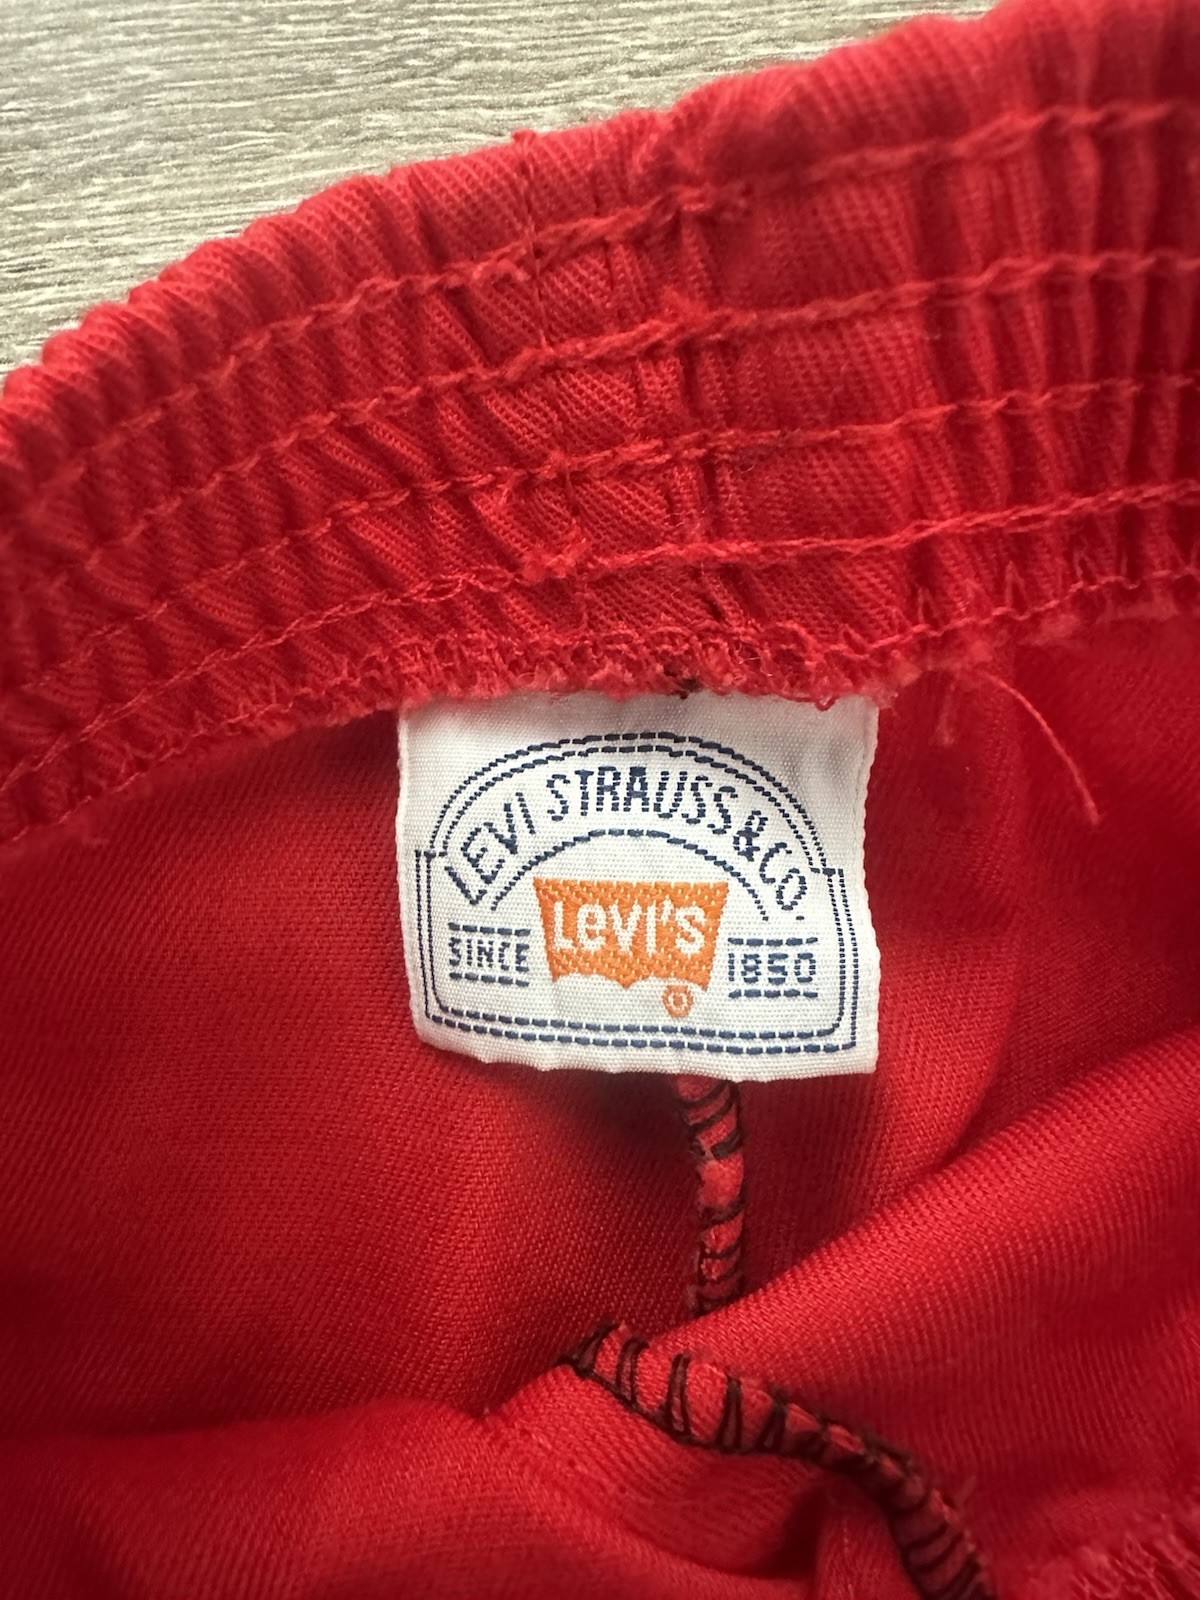 LEVI STRAUSS & CO.
LEVI'S
SINCE 1850
®